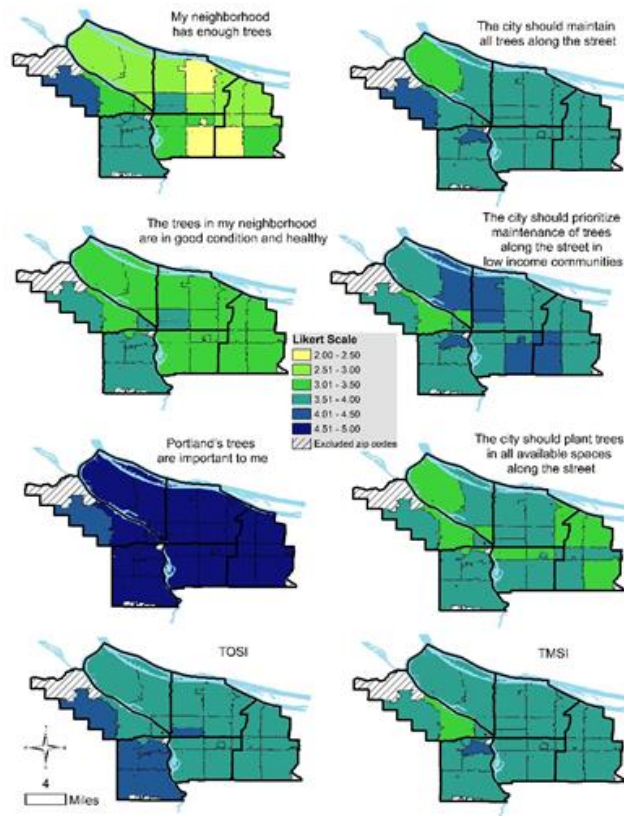 My neighborhood
has enough trees
The city should maintain
all trees along the street
The trees in my neighborhood
are in good condition and healthy
The city should prioritize
maintenance of trees
along the street in
low income communities
Likert Scale
2.00 - 2.50
2.51 - 3.00
3.01 - 3.50
3.51 - 4.00
4.01 - 4.50
4.51 - 5.00
Excluded zip codes
Portland's trees
are important to me
The city should plant trees
in all available spaces
along the street
TOSI
TMSI
4
Miles